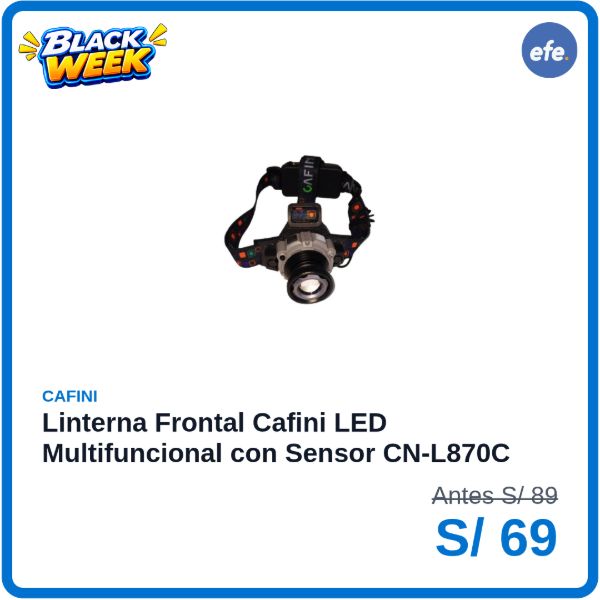 BLACK
WEEK
efe.
CAFINI
CAFINI
Linterna Frontal Cafini LED
Multifuncional con Sensor CN-L870C
Antes S/ 89
S/ 69